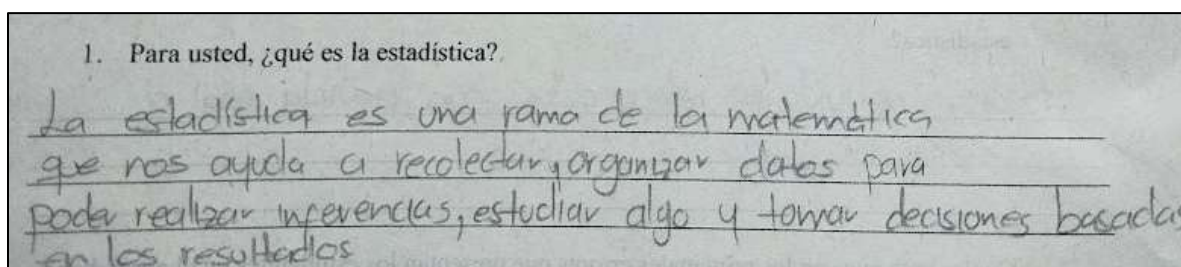 1. Para usted, ¿qué es la estadística?
La estadística es una rama de la matemática
que nos ayuda a recolectar, organizar datos para
poder realizar inferencias, estudiar algo y tomar decisiones basadas
en los resultados